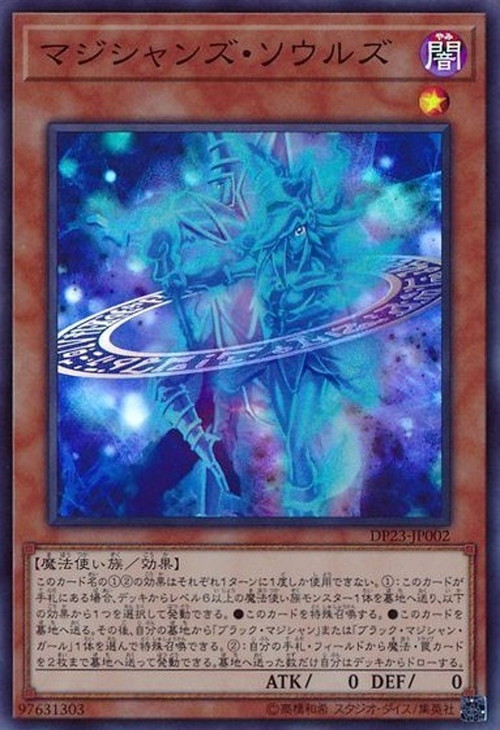 マジシャンズ・ソウルズ
闇
DP23-JP002
【魔法使い族／効果】
このカード名の①②の効果はそれぞれ1ターンに1度しか使用できない。①：このカードが
手札にある場合、デッキからレベル6以上の魔法使い族モンスター1体を墓地へ送り、以下
の効果から1つを選択して発動できる。●このカードを特殊召喚する。●このカードを
墓地へ送る。その後、自分の墓地から「ブラック・マジシャン」または「ブラック・マジシャン・
ガール」1体を選んで特殊召喚できる。②：自分の手札・フィールドから魔法・罠カード
を2枚まで墓地へ送って発動できる。墓地へ送った数だけ自分はデッキからドローする。
ATK/ 0 DEF/ 0
97631303 ©高橋和希 スタジオ・ダイス/集英社